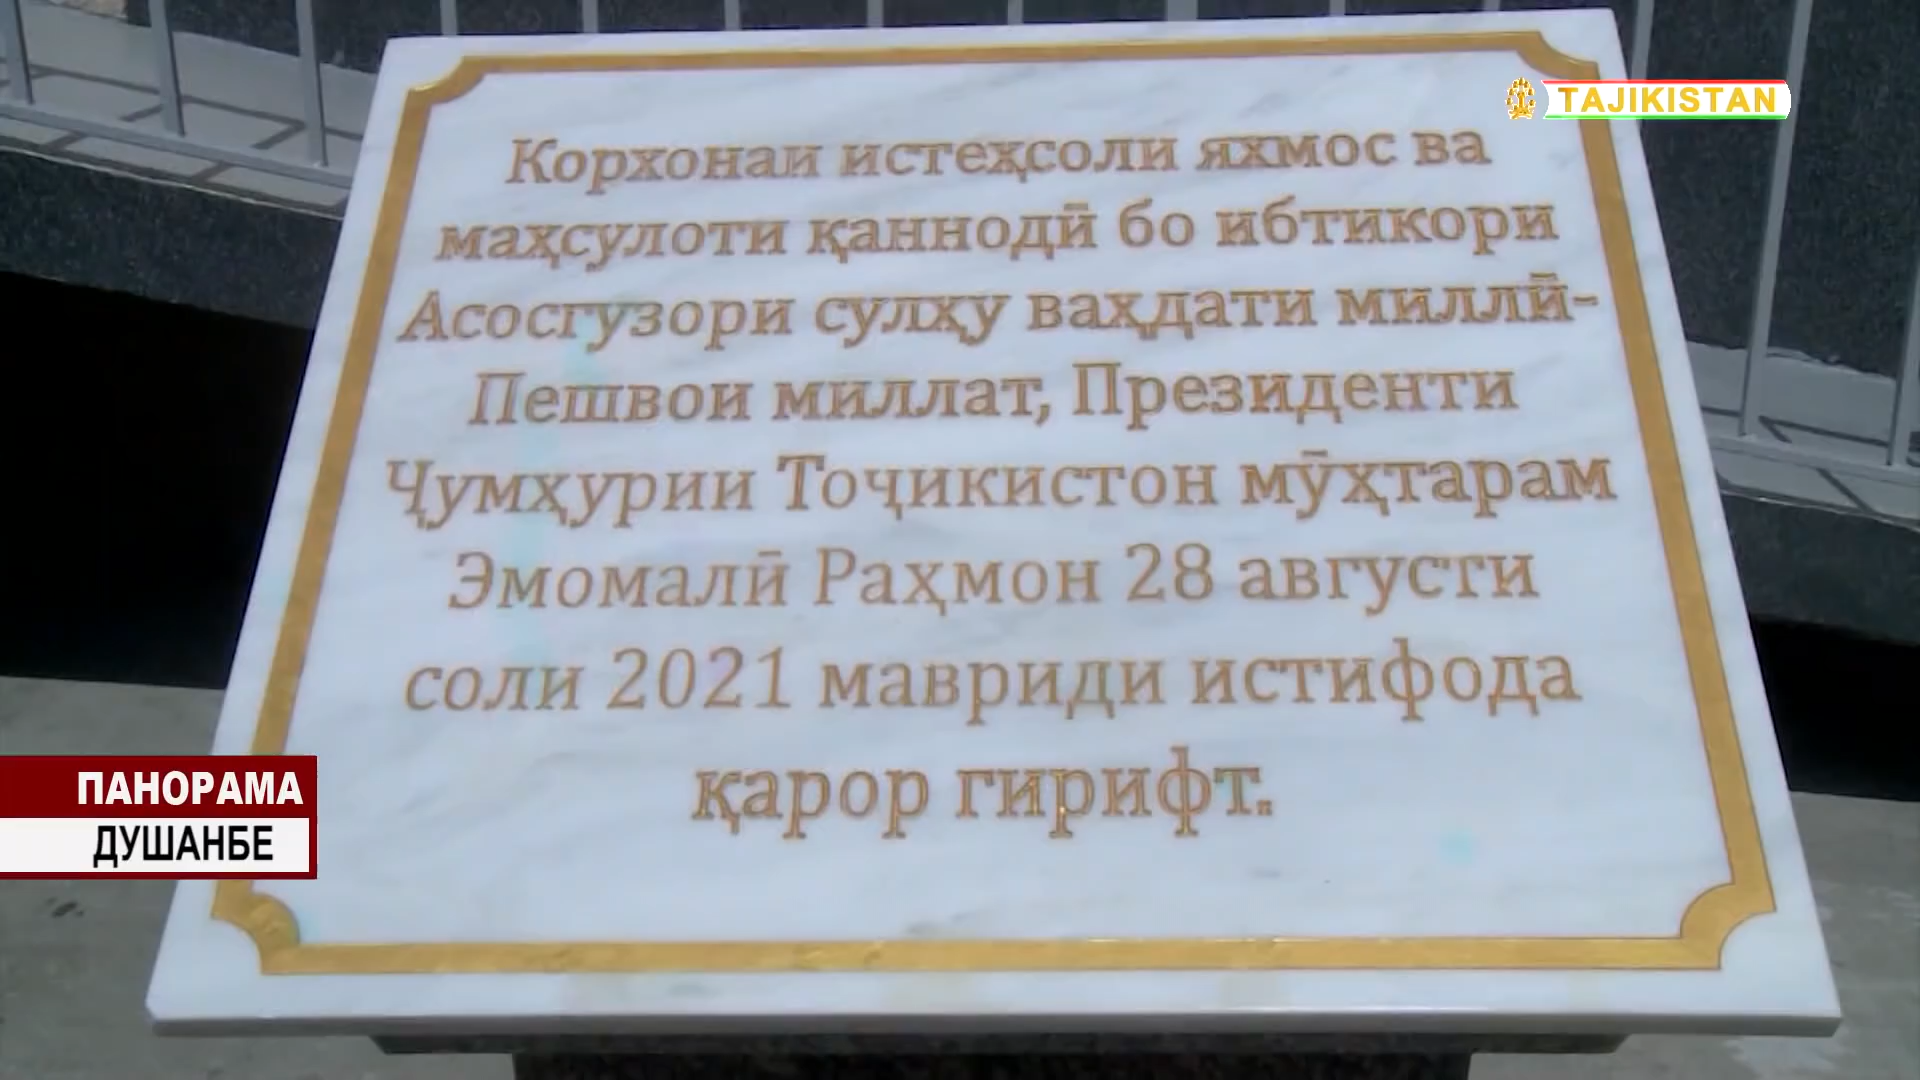 TAJIKISTAN
Корхонаи истеҳсоли яхмос ва
маҳсулоти қаннодӣ бо ибтикори
Асосгузори сулҳу ваҳдати миллӣ-
Пешвои миллат, Президенти
Ҷумҳурии Тоҷикистон мӯҳтарам
Эмомалӣ Раҳмон 28 августи
соли 2021 мавриди истифода
қарор гирифт.
ПАНОРАМА
ДУШАНБЕ